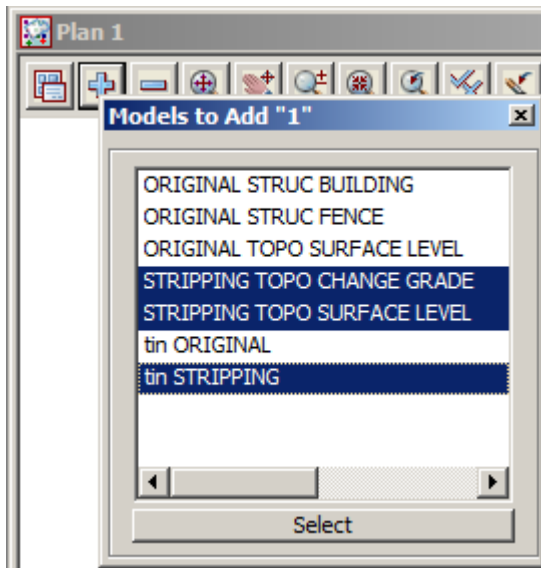 Plan 1
Models to Add "1"
ORIGINAL STRUC BUILDING
ORIGINAL STRUC FENCE
ORIGINAL TOPO SURFACE LEVEL
STRIPPING TOPO CHANGE GRADE
STRIPPING TOPO SURFACE LEVEL
tin ORIGINAL
tin STRIPPING
Select